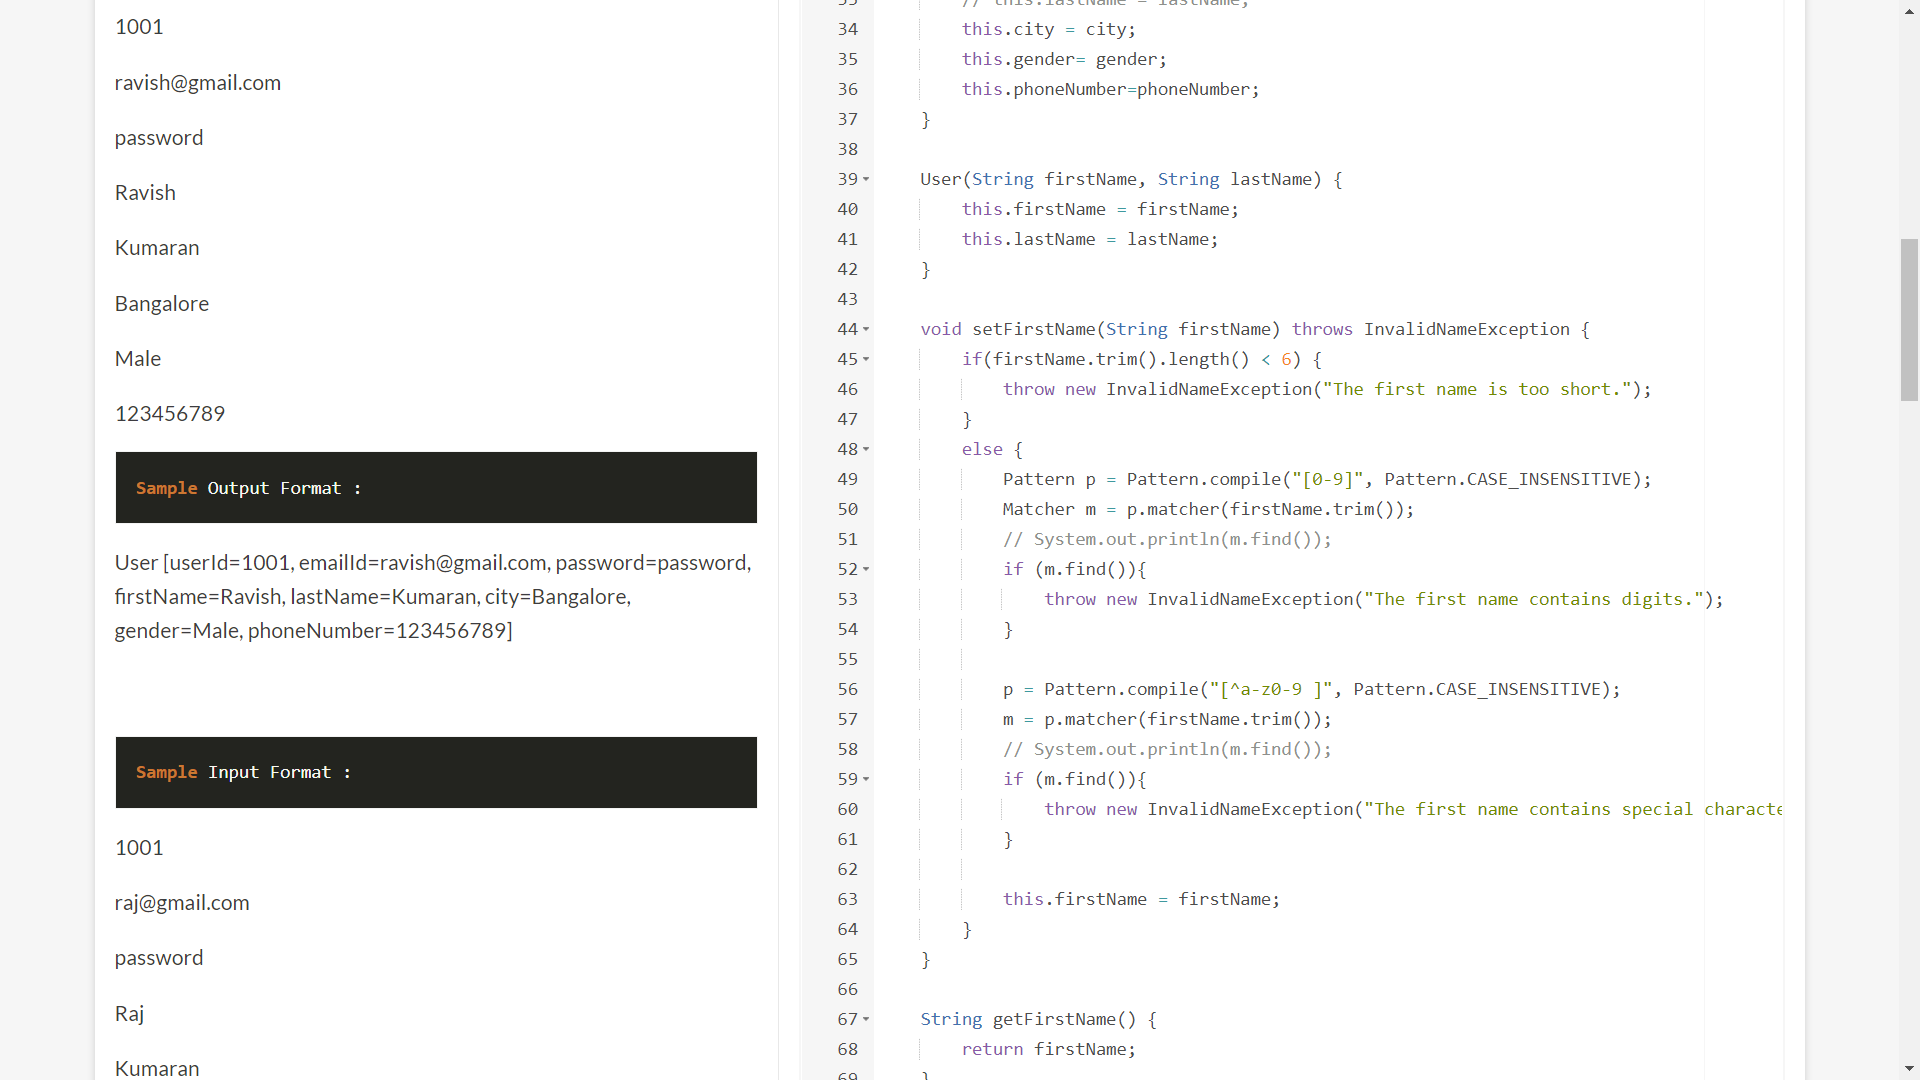 1001
ravish@gmail.com
password
Ravish
Kumaran
Bangalore
Male
123456789
Sample Output Format :
User [userId=1001, emailId=ravish@gmail.com, password=password,
firstName=Ravish, lastName=Kumaran, city=Bangalore,
gender=Male, phoneNumber=123456789]
Sample Input Format :
1001
raj@gmail.com
password
Raj
Kumaran
33 // this.lastName = lastName;
34 this.city = city;
35 this.gender= gender;
36 this.phoneNumber=phoneNumber;
37 }
38
39 User(String firstName, String lastName) {
40 this.firstName = firstName;
41 this.lastName = lastName;
42 }
43
44 void setFirstName(String firstName) throws InvalidNameException {
45 if(firstName.trim().length() < 6) {
46 throw new InvalidNameException("The first name is too short.");
47 }
48 else {
49 Pattern p = Pattern.compile("[0-9]", Pattern.CASE_INSENSITIVE);
50 Matcher m = p.matcher(firstName.trim());
51 // System.out.println(m.find());
52 if (m.find()){
53 throw new InvalidNameException("The first name contains digits.");
54 }
55
56 p = Pattern.compile("[^a-z0-9 ]", Pattern.CASE_INSENSITIVE);
57 m = p.matcher(firstName.trim());
58 // System.out.println(m.find());
59 if (m.find()){
60 throw new InvalidNameException("The first name contains special characte
61 }
62
63 this.firstName = firstName;
64 }
65 }
66
67 String getFirstName() {
68 return firstName;
69 }